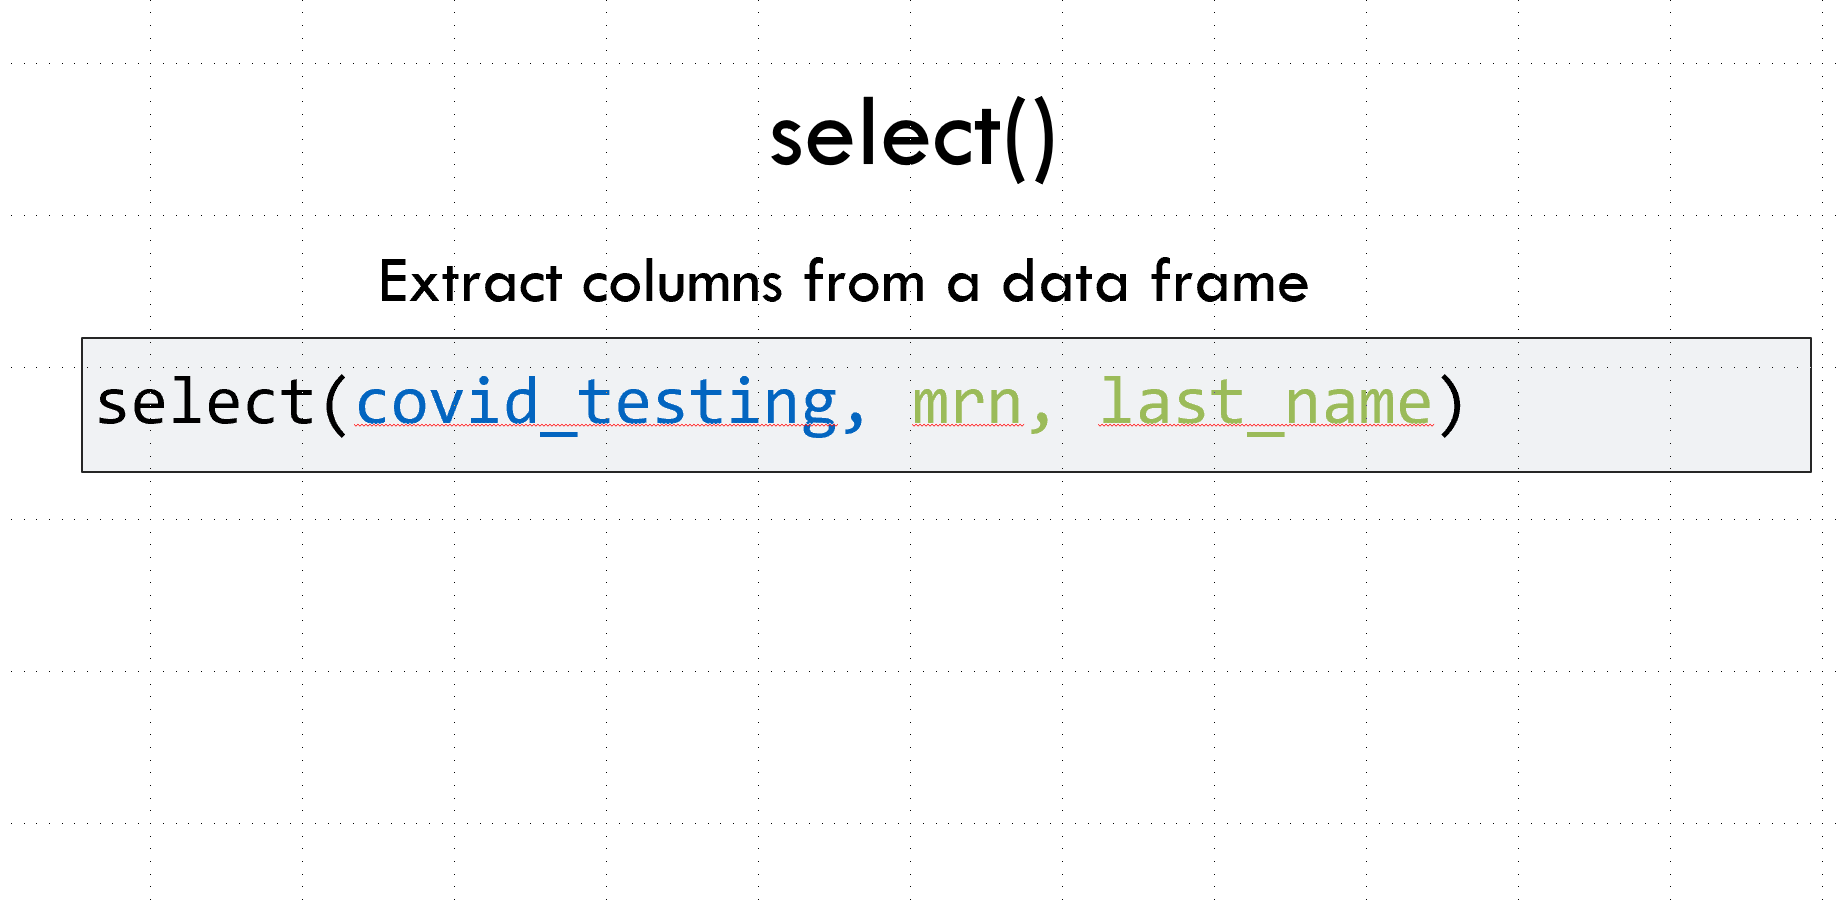 select()
Extract columns from a data frame
select(covid_testing, mrn, last_name)